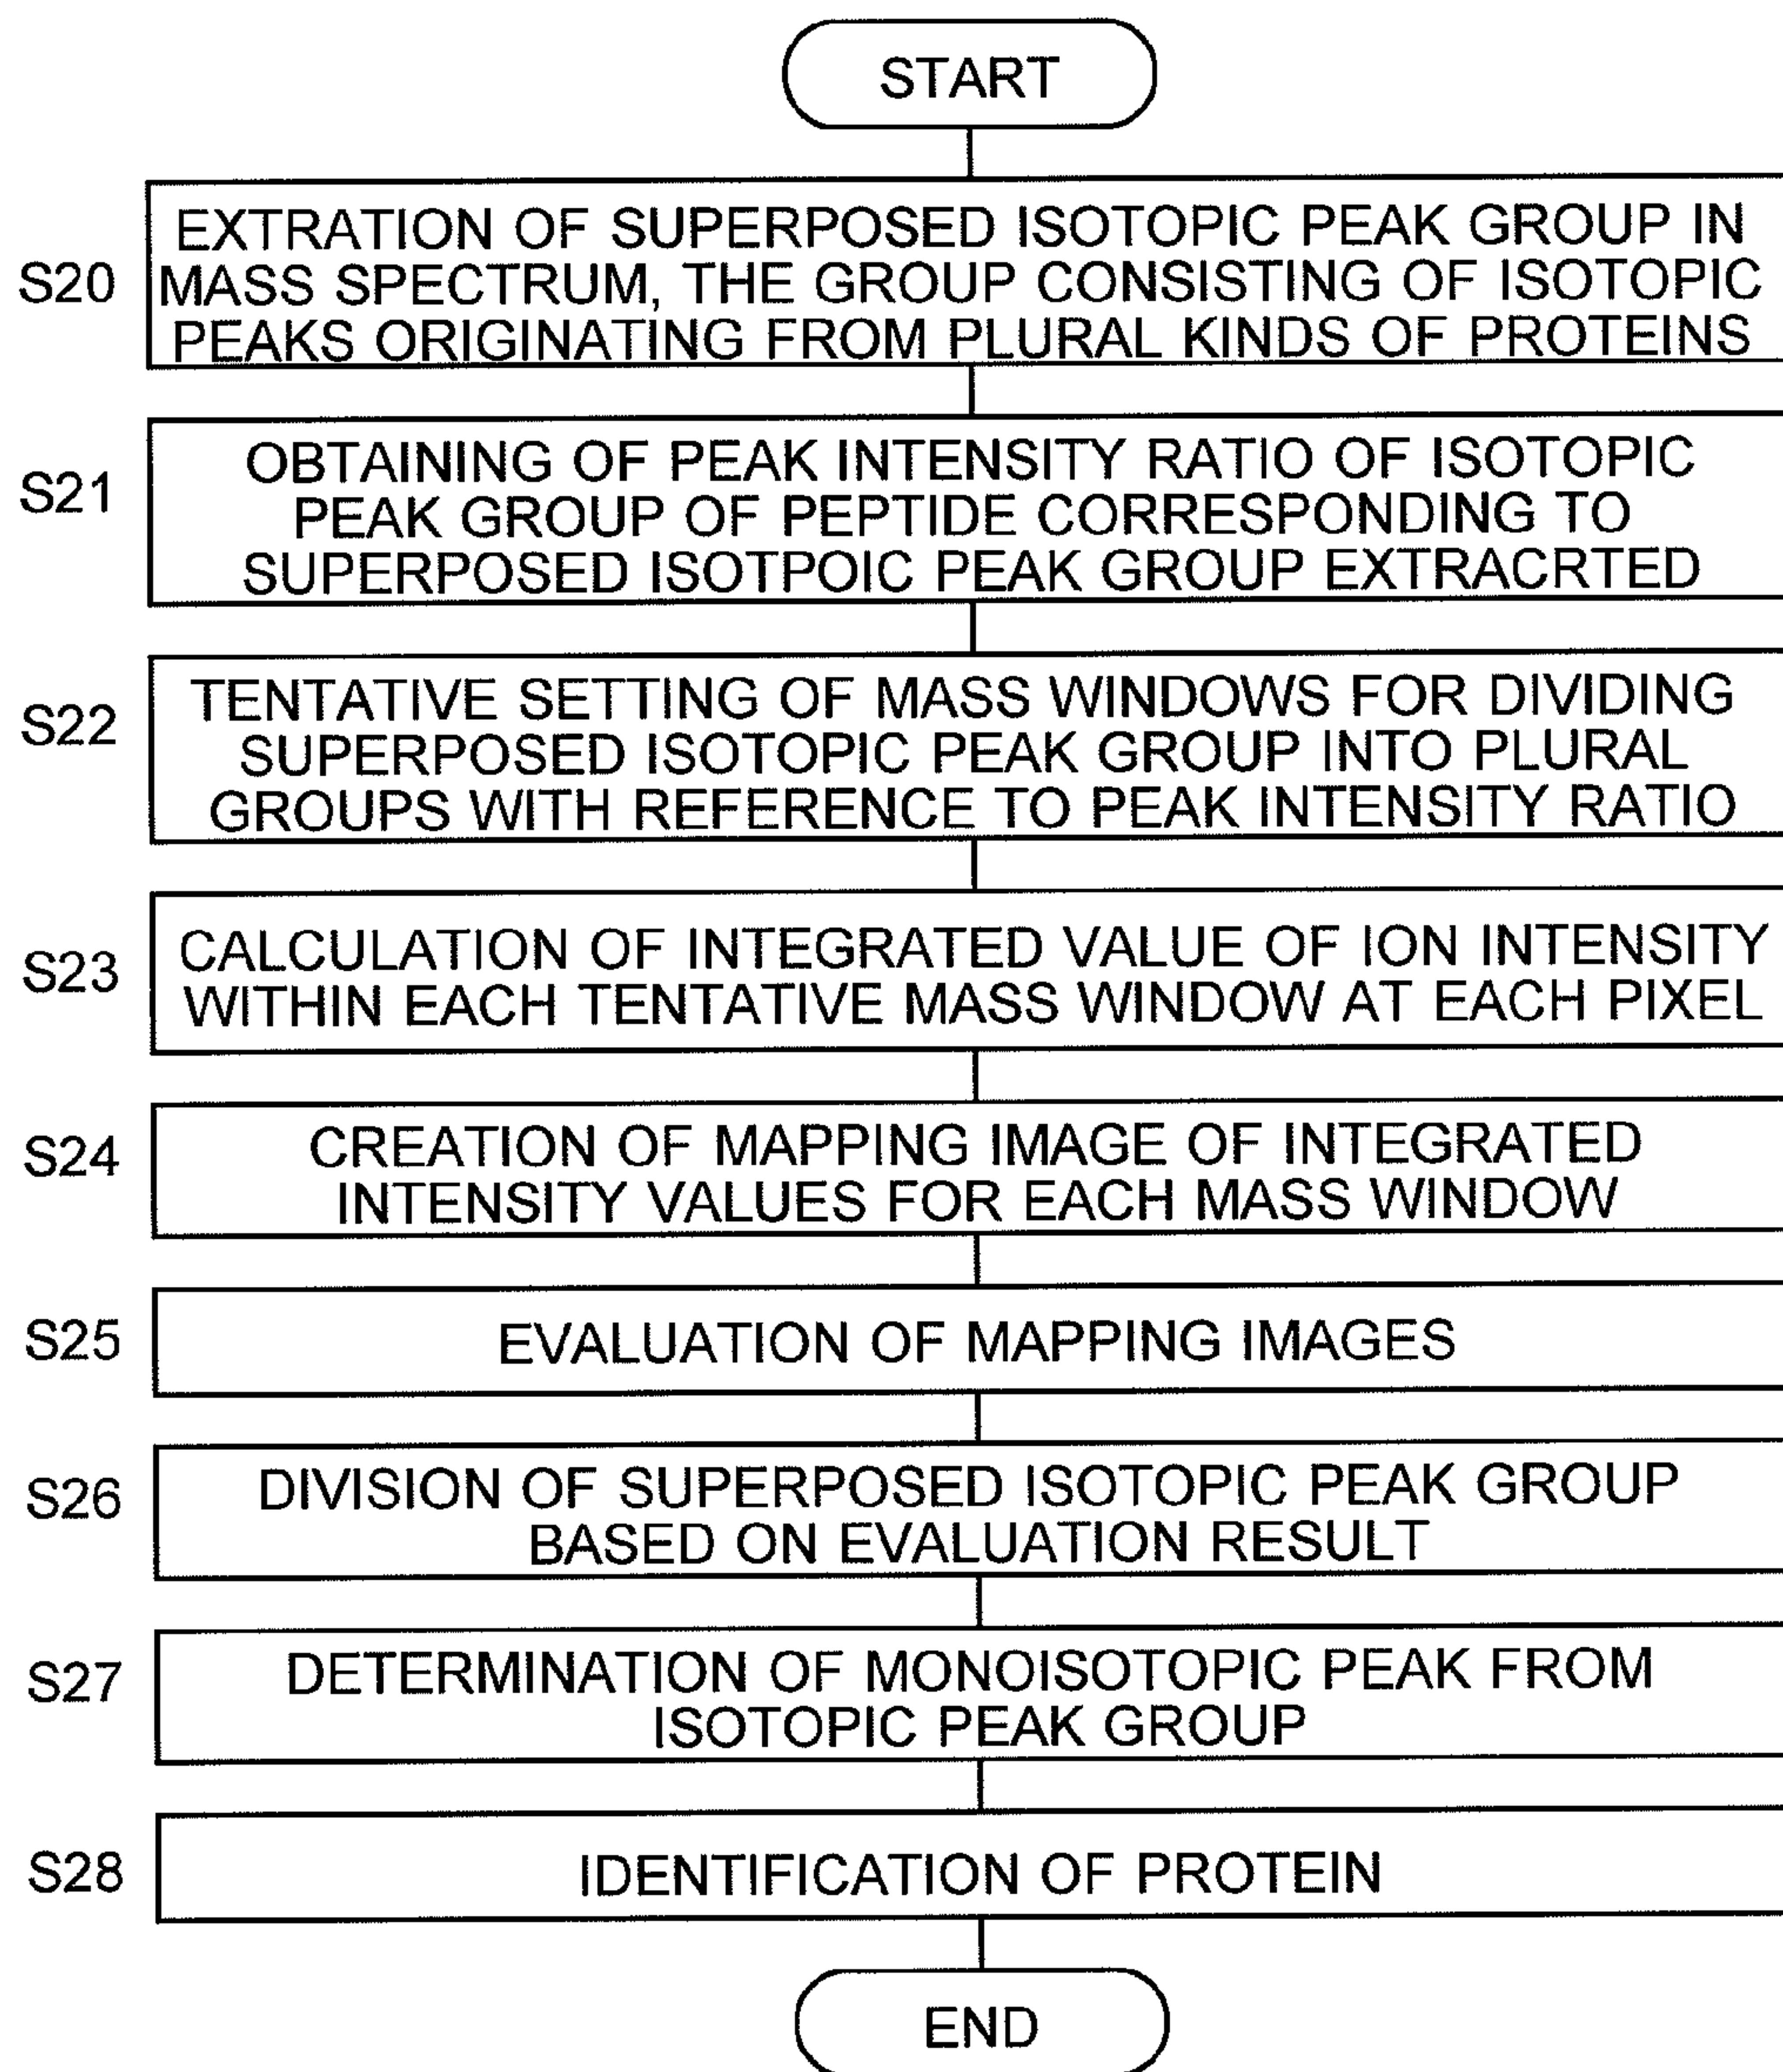 START
S20
EXTRATION OF SUPERPOSED ISOTOPIC PEAK GROUP IN
MASS SPECTRUM, THE GROUP CONSISTING OF ISOTOPIC
PEAKS ORIGINATING FROM PLURAL KINDS OF PROTEINS
S21
OBTAINING OF PEAK INTENSITY RATIO OF ISOTOPIC
PEAK GROUP OF PEPTIDE CORRESPONDING TO
SUPERPOSED ISOTPOIC PEAK GROUP EXTRACRTED
S22
TENTATIVE SETTING OF MASS WINDOWS FOR DIVIDING
SUPERPOSED ISOTOPIC PEAK GROUP INTO PLURAL
GROUPS WITH REFERENCE TO PEAK INTENSITY RATIO
S23
CALCULATION OF INTEGRATED VALUE OF ION INTENSITY
WITHIN EACH TENTATIVE MASS WINDOW AT EACH PIXEL
S24
CREATION OF MAPPING IMAGE OF INTEGRATED
INTENSITY VALUES FOR EACH MASS WINDOW
S25
EVALUATION OF MAPPING IMAGES
S26
DIVISION OF SUPERPOSED ISOTOPIC PEAK GROUP
BASED ON EVALUATION RESULT
S27
DETERMINATION OF MONOISOTOPIC PEAK FROM
ISOTOPIC PEAK GROUP
S28
IDENTIFICATION OF PROTEIN
END